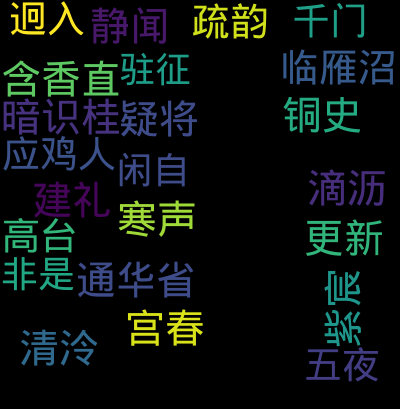 迥入
静闻
疏韵
千门
含香直
驻征
临雁沼
暗识桂
疑将
铜史
应鸡人
闲自
建礼
寒声
滴沥
高台
更新
非是
通华省
紫宸
清泠
宫春
五夜